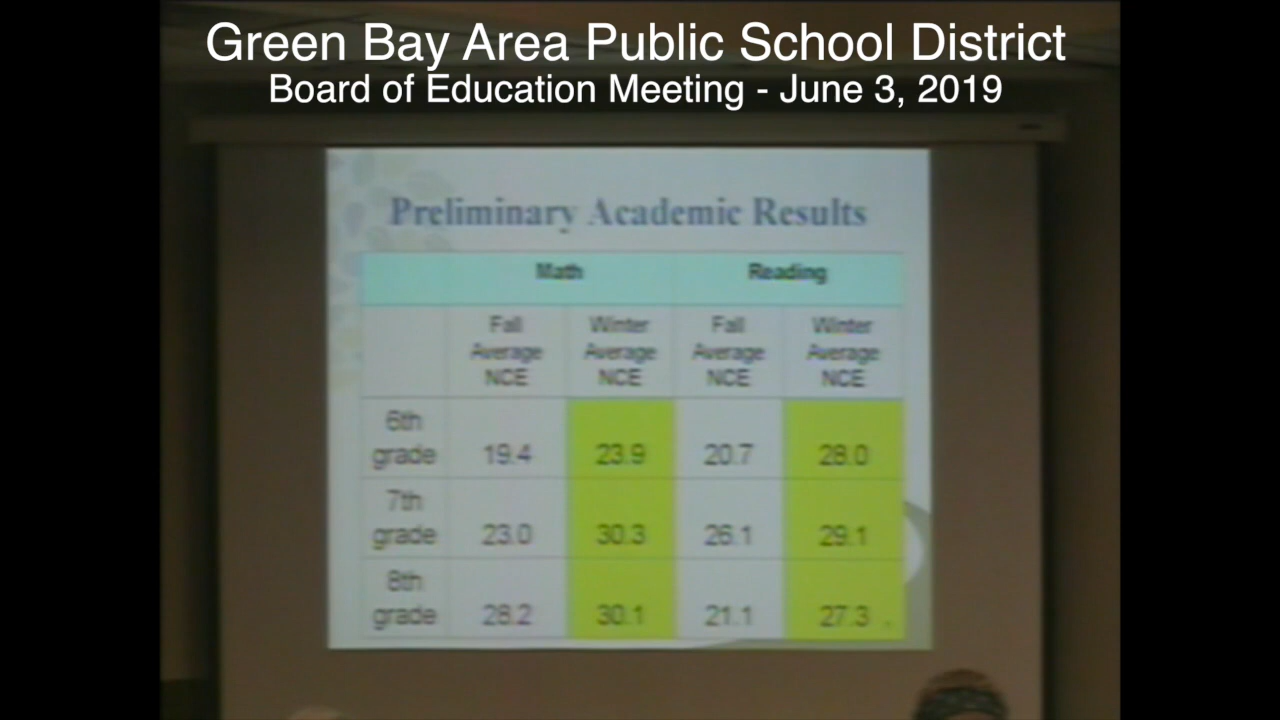 Green Bay Area Public School District
Board of Education Meeting - June 3, 2019
Preliminary Academic Results
Math Reading
Fall Average NCE Winter Average NCE Fall Average NCE Winter Average NCE
6th grade 19.4 23.9 20.7 28.0
7th grade 23.0 30.3 26.1 29.1
8th grade 28.2 30.1 21.1 27.3